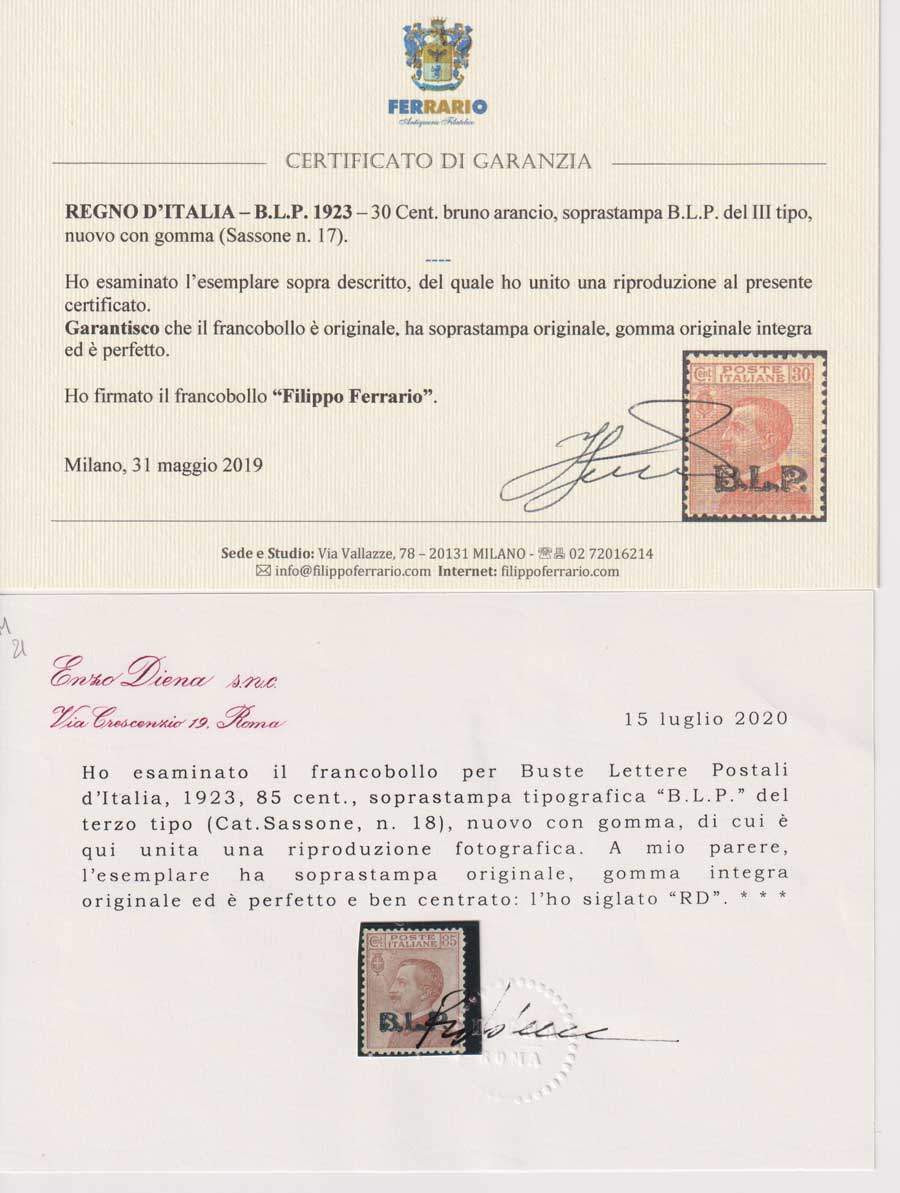 FERRARIO
Antiquariato Filatelico
CERTIFICATO DI GARANZIA
REGNO D'ITALIA – B.L.P. 1923 – 30 Cent. bruno arancio, soprastampa B.L.P. del III tipo,
nuovo con gomma (Sassone n. 17).
----
Ho esaminato l'esemplare sopra descritto, del quale ho unito una riproduzione al presente
certificato.
Garantisco che il francobollo è originale, ha soprastampa originale, gomma originale integra
ed è perfetto.
Ho firmato il francobollo “Filippo Ferrario”.
Cent. POSTE ITALIANE 30
B.L.P.
Milano, 31 maggio 2019
Sede e Studio: Via Vallazze, 78 – 20131 MILANO - ☏ 02 72016214
✉ info@filippoferrario.com Internet: filippoferrario.com
21
Enzo Diena s.n.c.
Via Crescenzio 19, Roma
15 luglio 2020
Ho esaminato il francobollo per Buste Lettere Postali
d'Italia, 1923, 85 cent., soprastampa tipografica “B.L.P.” del
terzo tipo (Cat.Sassone, n. 18), nuovo con gomma, di cui è
qui unita una riproduzione fotografica. A mio parere,
l'esemplare ha soprastampa originale, gomma integra
originale ed è perfetto e ben centrato: l'ho siglato “RD”. * * *
Cent. POSTE ITALIANE 85
B.L.P.
ROMA